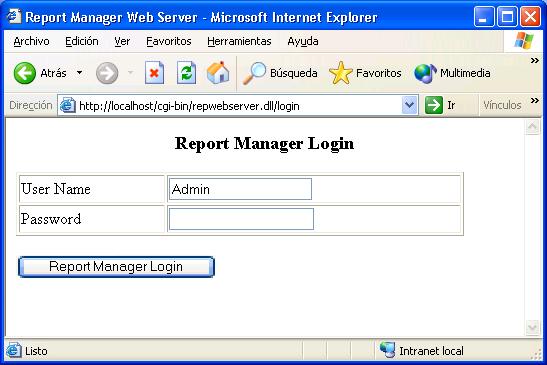 Report Manager Web Server - Microsoft Internet Explorer
Archivo Edición Ver Favoritos Herramientas Ayuda
Atrás Búsqueda Favoritos Multimedia
Dirección http://localhost/cgi-bin/repwebserver.dll/login Ir Vínculos
Report Manager Login
User Name Admin
Password
Report Manager Login
Listo Intranet local